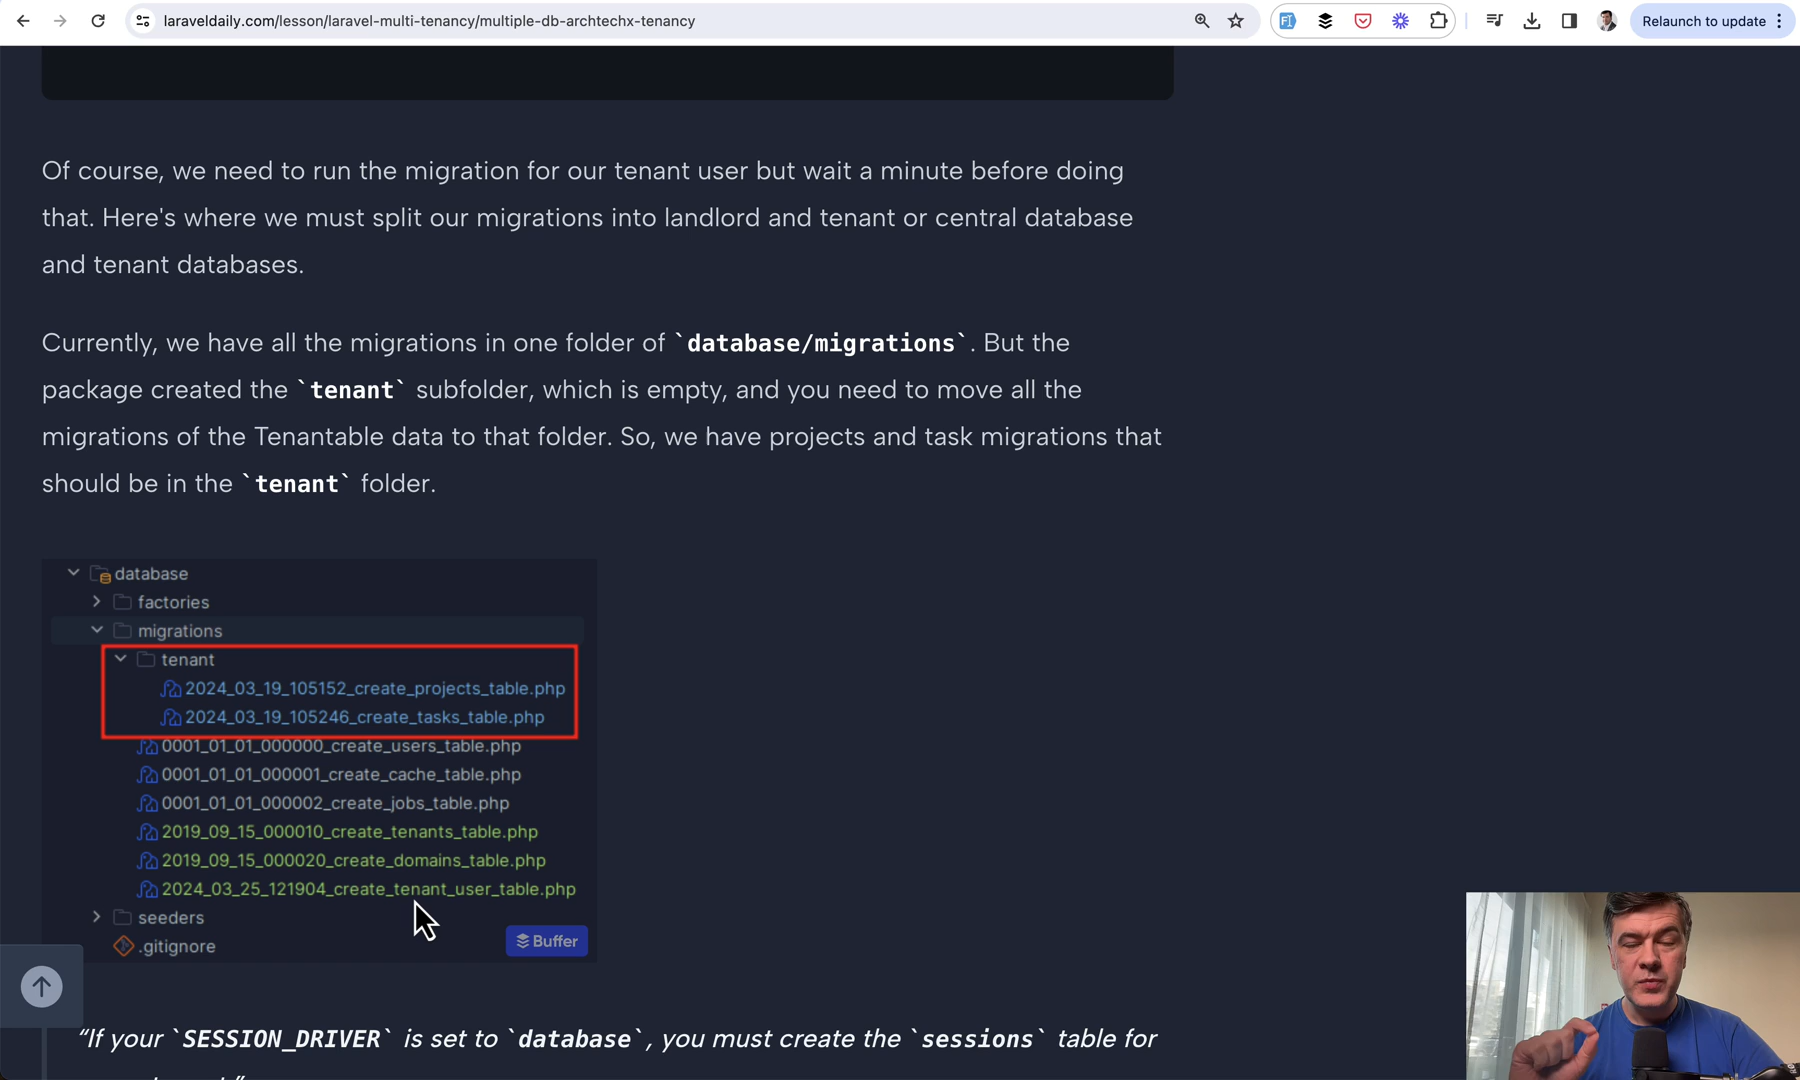 laraveldaily.com/lesson/laravel-multi-tenancy/multiple-db-archtechx-tenancy
Relaunch to update
Of course, we need to run the migration for our tenant user but wait a minute before doing
that. Here's where we must split our migrations into landlord and tenant or central database
and tenant databases.
Currently, we have all the migrations in one folder of `database/migrations`. But the
package created the `tenant` subfolder, which is empty, and you need to move all the
migrations of the Tenantable data to that folder. So, we have projects and task migrations that
should be in the `tenant` folder.
database
factories
migrations
tenant
2024_03_19_105152_create_projects_table.php
2024_03_19_105246_create_tasks_table.php
0001_01_01_000000_create_users_table.php
0001_01_01_000001_create_cache_table.php
0001_01_01_000002_create_jobs_table.php
2019_09_15_000010_create_tenants_table.php
2019_09_15_000020_create_domains_table.php
2024_03_25_121904_create_tenant_user_table.php
seeders
.gitignore
Buffer
“If your `SESSION_DRIVER` is set to `database`, you must create the `sessions` table for